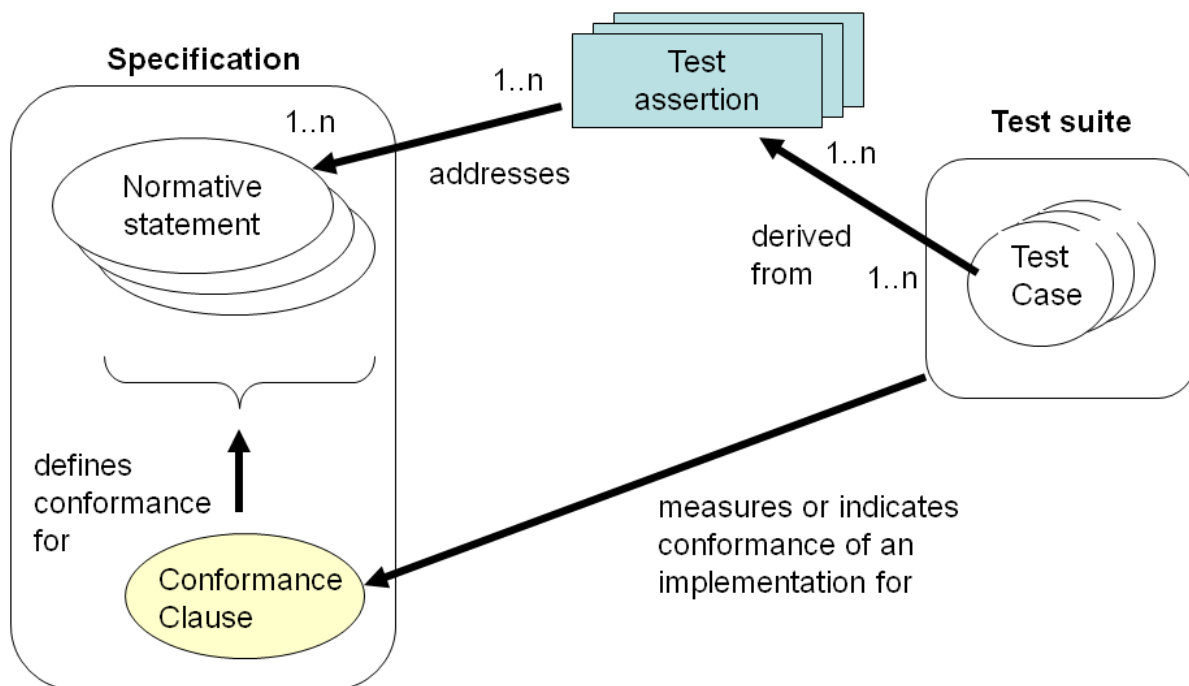 Specification
1..n
Normative
statement
defines
conformance
for
Conformance
Clause
1..n
addresses
Test
assertion
1..n
derived
from
1..n
Test suite
Test
Case
measures or indicates
conformance of an
implementation for